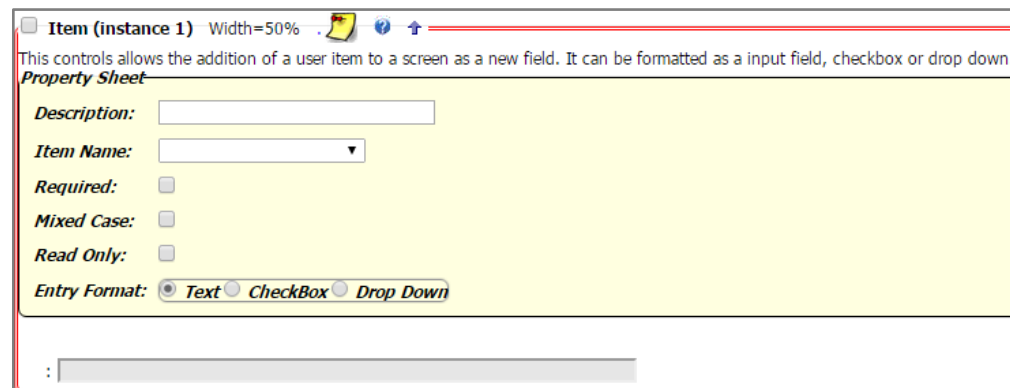 Item (instance 1) Width=50% .
This controls allows the addition of a user item to a screen as a new field. It can be formatted as a input field, checkbox or drop down
Property Sheet
Description:
Item Name:
Required:
Mixed Case:
Read Only:
Entry Format: Text CheckBox Drop Down
: